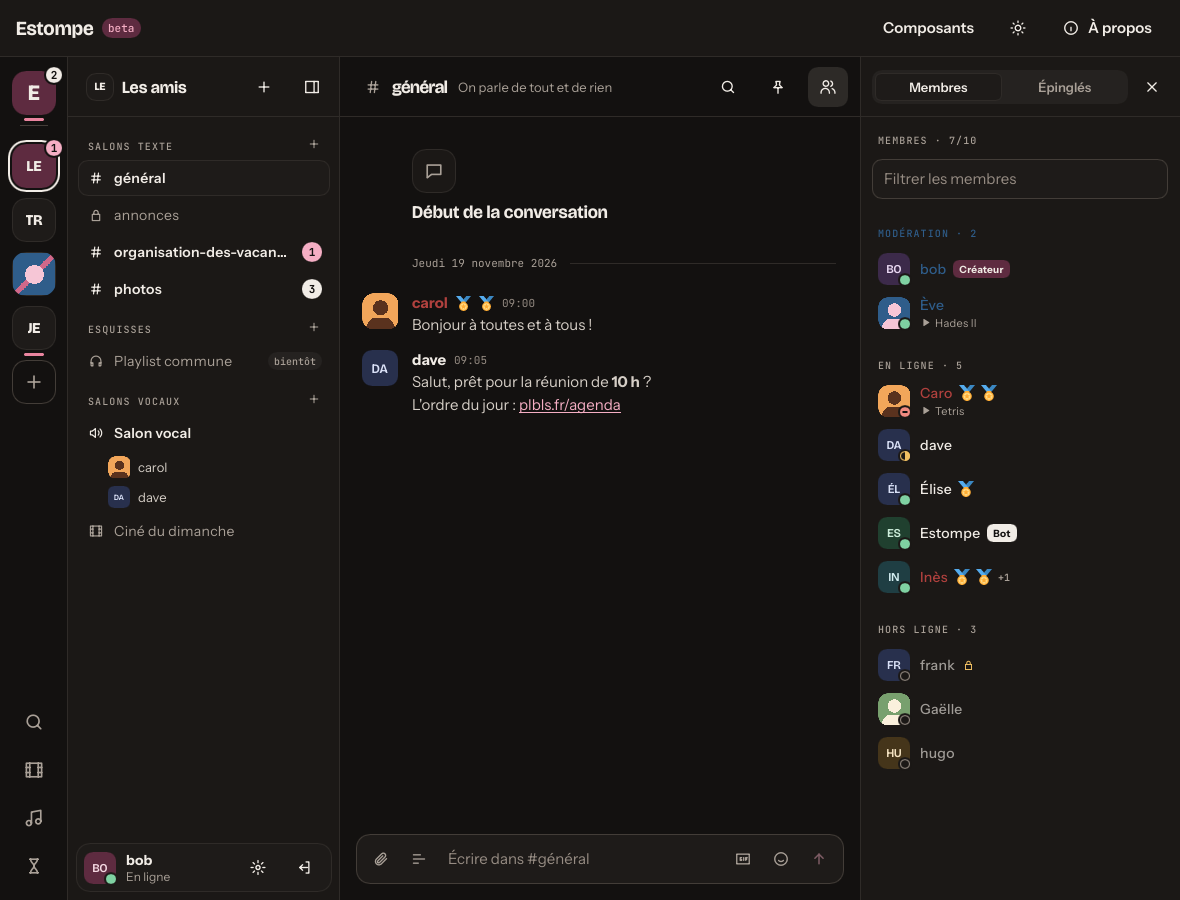 Estompe beta
Composants
À propos
E
2
LE
1
TR
JE
LE Les amis
SALONS TEXTE
# général
annonces
# organisation-des-vacan... 1
# photos 3
ESQUISSES
Playlist commune bientôt
SALONS VOCAUX
Salon vocal
carol
DA dave
Ciné du dimanche
BO bob
En ligne
# général On parle de tout et de rien
Début de la conversation
Jeudi 19 novembre 2026
carol 09:00
Bonjour à toutes et à tous !
DA dave 09:05
Salut, prêt pour la réunion de 10 h ?
L'ordre du jour : plbls.fr/agenda
Écrire dans #général
GIF
Membres Épinglés
MEMBRES · 7/10
Filtrer les membres
MODÉRATION · 2
BO bob Créateur
Ève
Hades II
EN LIGNE · 5
Caro
Tetris
DA dave
ÉL Élise
ES Estompe Bot
IN Inès +1
HORS LIGNE · 3
FR frank
Gaëlle
HU hugo